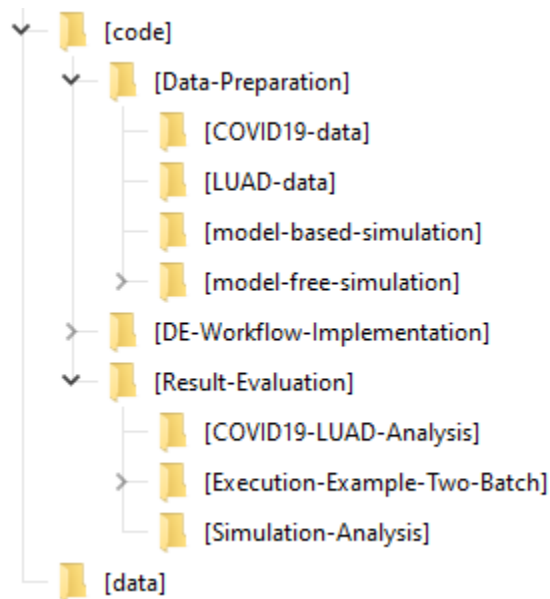 [code]
[Data-Preparation]
[COVID19-data]
[LUAD-data]
[model-based-simulation]
[model-free-simulation]
[DE-Workflow-Implementation]
[Result-Evaluation]
[COVID19-LUAD-Analysis]
[Execution-Example-Two-Batch]
[Simulation-Analysis]
[data]